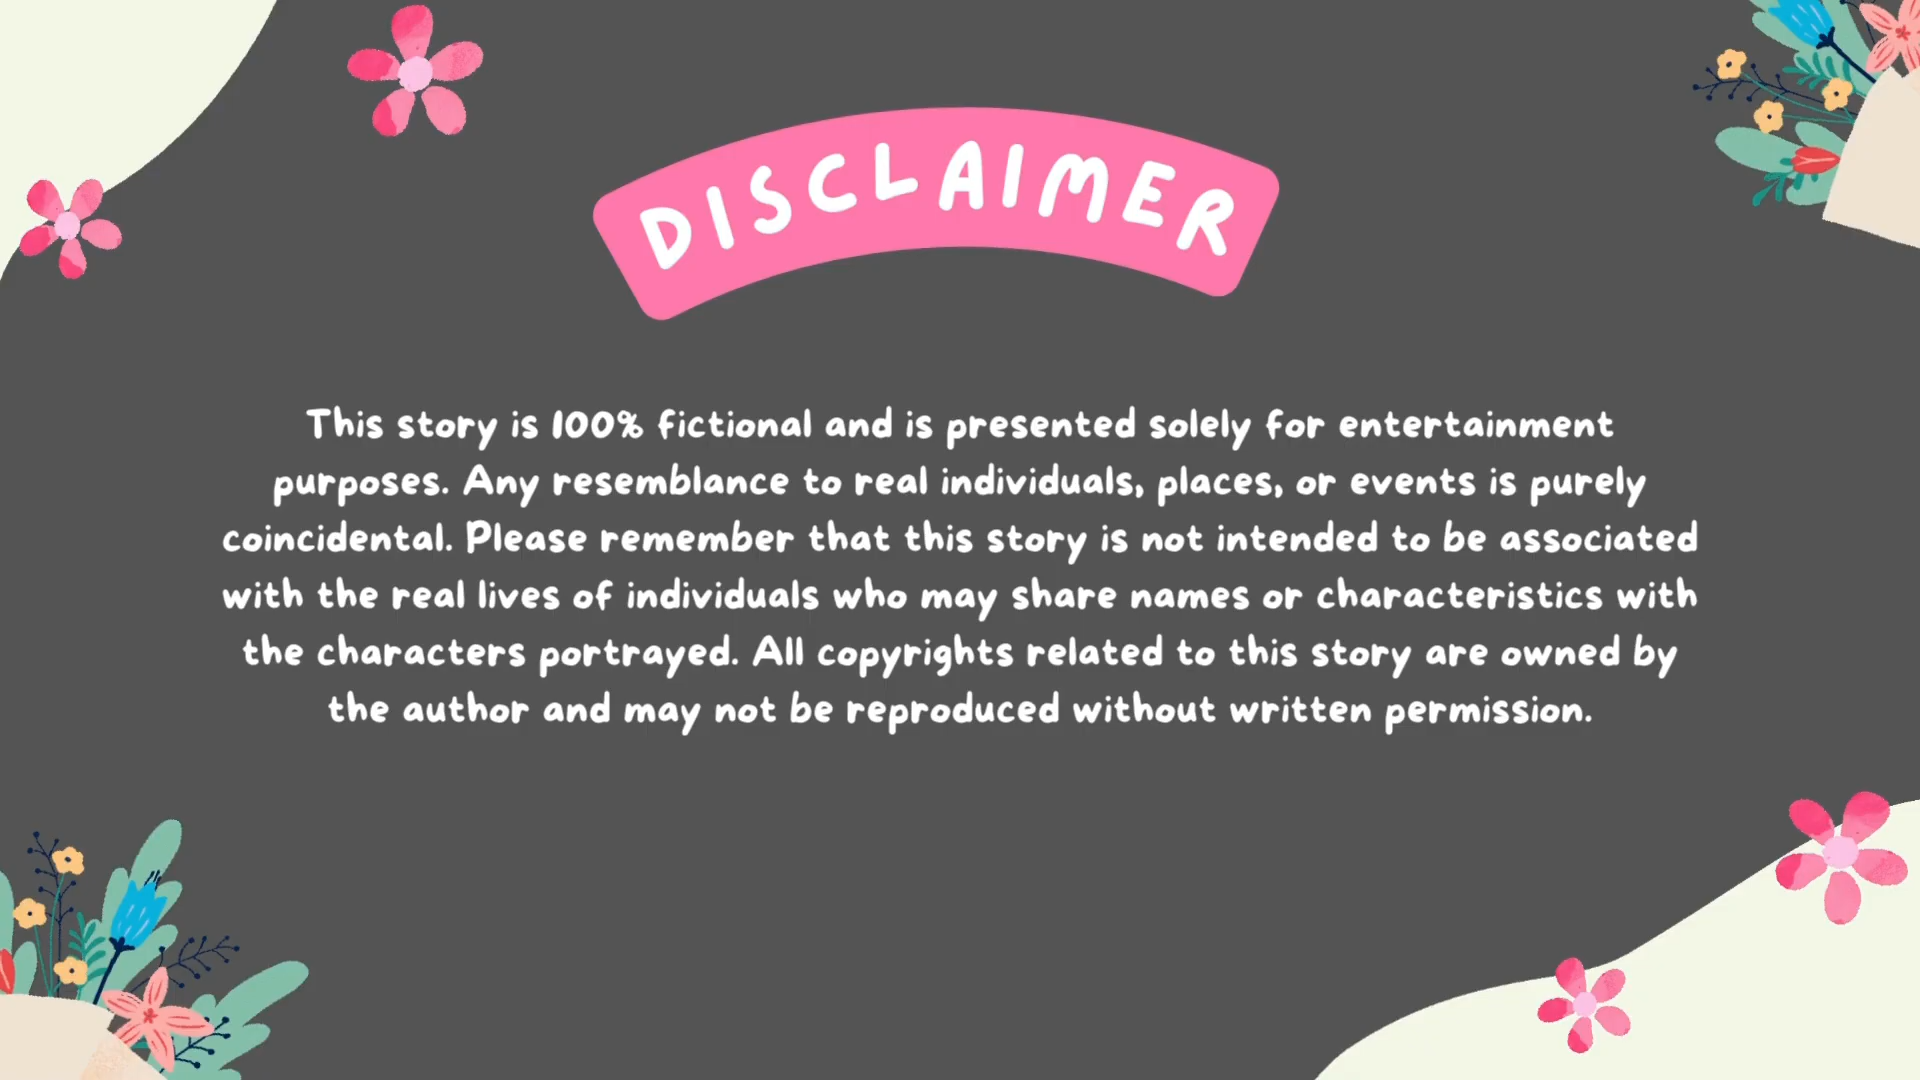 DISCLAIMER
This story is 100% fictional and is presented solely for entertainment
purposes. Any resemblance to real individuals, places, or events is purely
coincidental. Please remember that this story is not intended to be associated
with the real lives of individuals who may share names or characteristics with
the characters portrayed. All copyrights related to this story are owned by
the author and may not be reproduced without written permission.